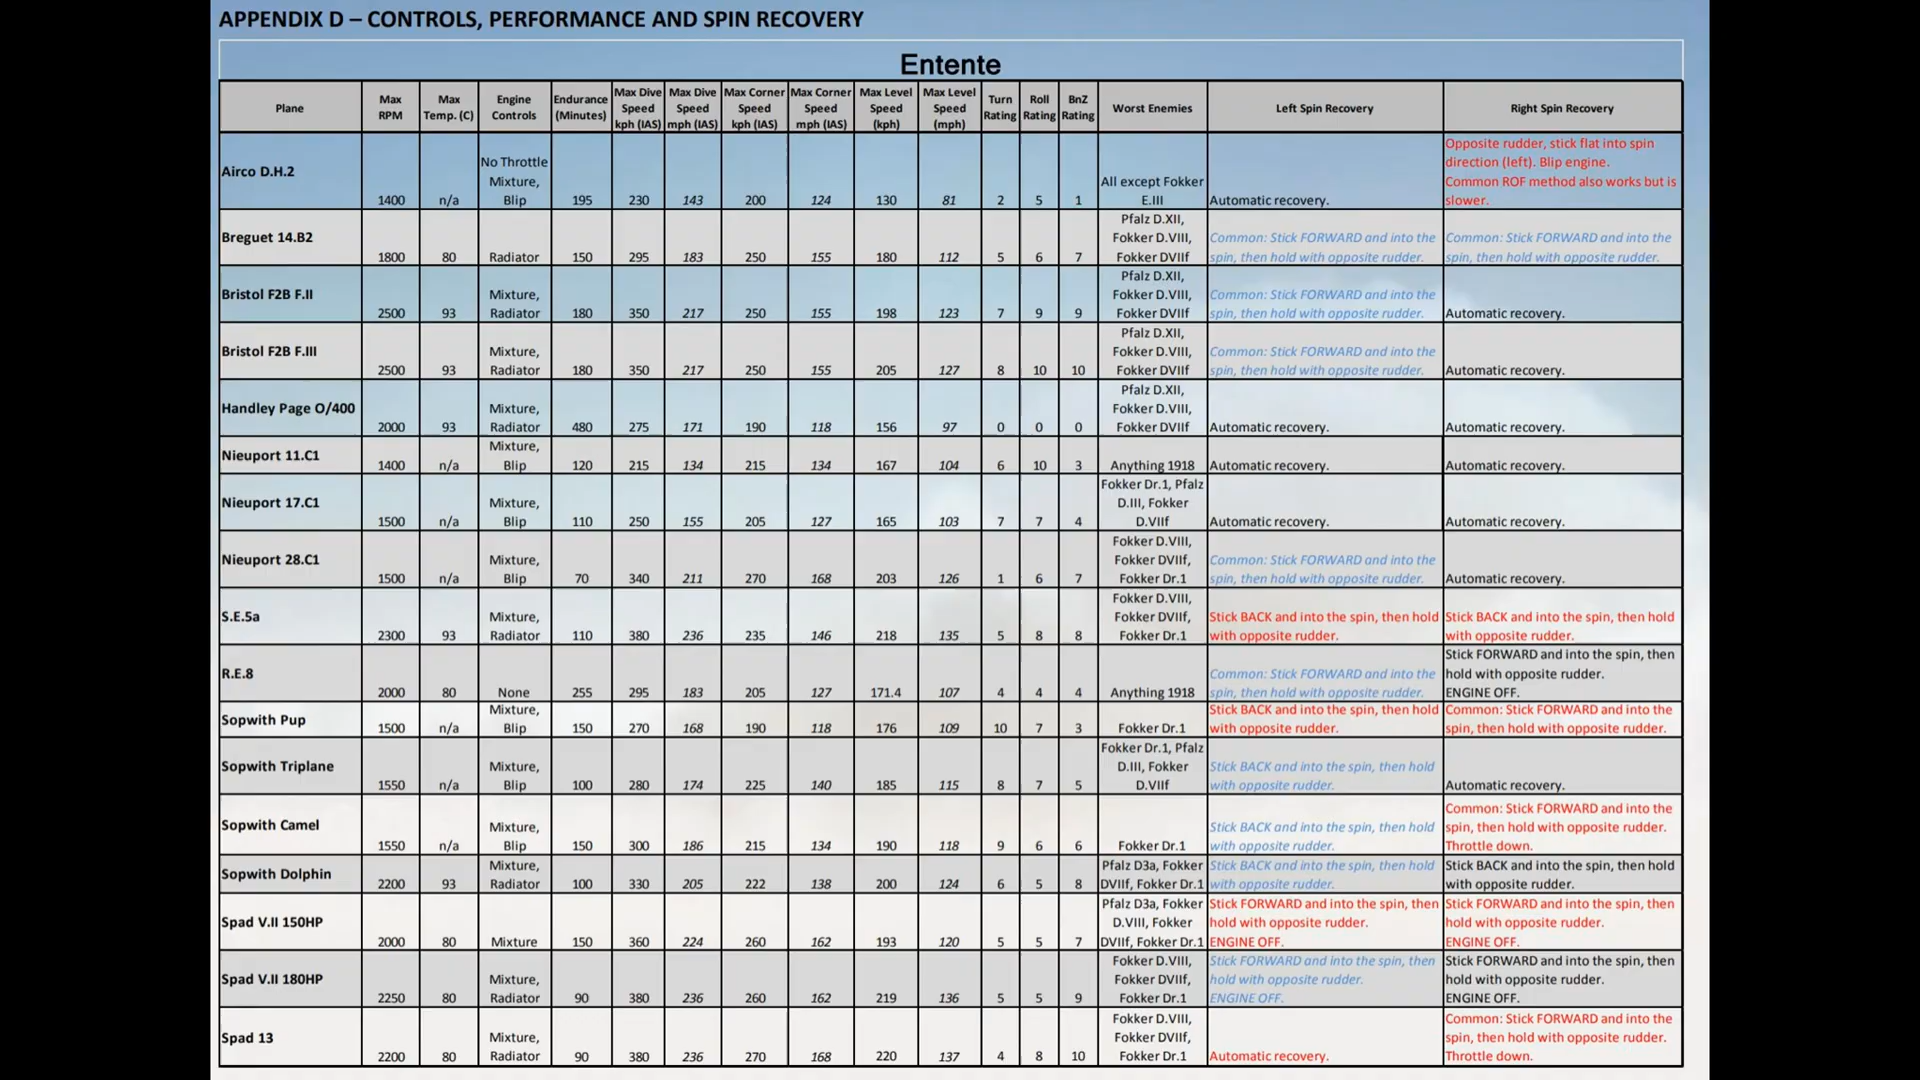 APPENDIX D – CONTROLS, PERFORMANCE AND SPIN RECOVERY
Entente
Plane | Max RPM | Max Temp. (C) | Engine Controls | Endurance (Minutes) | Max Dive Speed kph (IAS) | Max Dive Speed mph (IAS) | Max Corner Speed kph (IAS) | Max Corner Speed mph (IAS) | Max Level Speed (kph) | Max Level Speed (mph) | Turn Rating | Roll Rating | BnZ Rating | Worst Enemies | Left Spin Recovery | Right Spin Recovery
Airco D.H.2 | 1400 | n/a | No Throttle Mixture, Blip | 195 | 230 | 143 | 200 | 124 | 130 | 81 | 2 | 5 | 1 | All except Fokker E.III | Automatic recovery. | Opposite rudder, stick flat into spin direction (left). Blip engine. Common ROF method also works but is slower.
Breguet 14.B2 | 1800 | 80 | Radiator | 150 | 295 | 183 | 250 | 155 | 180 | 112 | 5 | 6 | 7 | Pfalz D.XII, Fokker D.VIII, Fokker DVIIf | Common: Stick FORWARD and into the spin, then hold with opposite rudder. | Common: Stick FORWARD and into the spin, then hold with opposite rudder.
Bristol F2B F.II | 2500 | 93 | Mixture, Radiator | 180 | 350 | 217 | 250 | 155 | 198 | 123 | 7 | 9 | 9 | Pfalz D.XII, Fokker D.VIII, Fokker DVIIf | Common: Stick FORWARD and into the spin, then hold with opposite rudder. | Automatic recovery.
Bristol F2B F.III | 2500 | 93 | Mixture, Radiator | 180 | 350 | 217 | 250 | 155 | 205 | 127 | 8 | 10 | 10 | Pfalz D.XII, Fokker D.VIII, Fokker DVIIf | Common: Stick FORWARD and into the spin, then hold with opposite rudder. | Automatic recovery.
Handley Page O/400 | 2000 | 93 | Mixture, Radiator | 480 | 275 | 171 | 190 | 118 | 156 | 97 | 0 | 0 | 0 | Pfalz D.XII, Fokker D.VIII, Fokker DVIIf | Automatic recovery. | Automatic recovery.
Nieuport 11.C1 | 1400 | n/a | Mixture, Blip | 120 | 215 | 134 | 215 | 134 | 167 | 104 | 6 | 10 | 3 | Anything 1918 | Automatic recovery. | Automatic recovery.
Nieuport 17.C1 | 1500 | n/a | Mixture, Blip | 110 | 250 | 155 | 205 | 127 | 165 | 103 | 7 | 7 | 4 | Fokker Dr.1, Pfalz D.III, Fokker D.VIIf | Automatic recovery. | Automatic recovery.
Nieuport 28.C1 | 1500 | n/a | Mixture, Blip | 70 | 340 | 211 | 270 | 168 | 203 | 126 | 1 | 6 | 7 | Fokker D.VIII, Fokker DVIIf, Fokker Dr.1 | Common: Stick FORWARD and into the spin, then hold with opposite rudder. | Automatic recovery.
S.E.5a | 2300 | 93 | Mixture, Radiator | 110 | 380 | 236 | 235 | 146 | 218 | 135 | 5 | 8 | 8 | Fokker D.VIII, Fokker DVIIf, Fokker Dr.1 | Stick BACK and into the spin, then hold with opposite rudder. | Stick BACK and into the spin, then hold with opposite rudder.
R.E.8 | 2000 | 80 | None | 255 | 295 | 183 | 205 | 127 | 171.4 | 107 | 4 | 4 | 4 | Anything 1918 | Common: Stick FORWARD and into the spin, then hold with opposite rudder. | Stick FORWARD and into the spin, then hold with opposite rudder. ENGINE OFF.
Sopwith Pup | 1500 | n/a | Mixture, Blip | 150 | 270 | 168 | 190 | 118 | 176 | 109 | 10 | 7 | 3 | Fokker Dr.1 | Stick BACK and into the spin, then hold with opposite rudder. | Common: Stick FORWARD and into the spin, then hold with opposite rudder.
Sopwith Triplane | 1550 | n/a | Mixture, Blip | 100 | 280 | 174 | 225 | 140 | 185 | 115 | 8 | 7 | 5 | Fokker Dr.1, Pfalz D.III, Fokker D.VIIf | Stick BACK and into the spin, then hold with opposite rudder. | Automatic recovery.
Sopwith Camel | 1550 | n/a | Mixture, Blip | 150 | 300 | 186 | 215 | 134 | 190 | 118 | 9 | 6 | 6 | Fokker Dr.1 | Stick BACK and into the spin, then hold with opposite rudder. | Common: Stick FORWARD and into the spin, then hold with opposite rudder. Throttle down.
Sopwith Dolphin | 2200 | 93 | Mixture, Radiator | 100 | 330 | 205 | 222 | 138 | 200 | 124 | 6 | 5 | 8 | Pfalz D3a, Fokker DVIIf, Fokker Dr.1 | Stick BACK and into the spin, then hold with opposite rudder. | Stick BACK and into the spin, then hold with opposite rudder.
Spad V.II 150HP | 2000 | 80 | Mixture | 150 | 360 | 224 | 260 | 162 | 193 | 120 | 5 | 5 | 7 | Pfalz D3a, Fokker D.VIII, Fokker DVIIf, Fokker Dr.1 | Stick FORWARD and into the spin, then hold with opposite rudder. ENGINE OFF. | Stick FORWARD and into the spin, then hold with opposite rudder. ENGINE OFF.
Spad V.II 180HP | 2250 | 80 | Mixture, Radiator | 90 | 380 | 236 | 260 | 162 | 219 | 136 | 5 | 5 | 9 | Fokker D.VIII, Fokker DVIIf, Fokker Dr.1 | Stick FORWARD and into the spin, then hold with opposite rudder. ENGINE OFF. | Stick FORWARD and into the spin, then hold with opposite rudder. ENGINE OFF.
Spad 13 | 2200 | 80 | Mixture, Radiator | 90 | 380 | 236 | 270 | 168 | 220 | 137 | 4 | 8 | 10 | Fokker D.VIII, Fokker DVIIf, Fokker Dr.1 | Automatic recovery. | Common: Stick FORWARD and into the spin, then hold with opposite rudder. Throttle down.